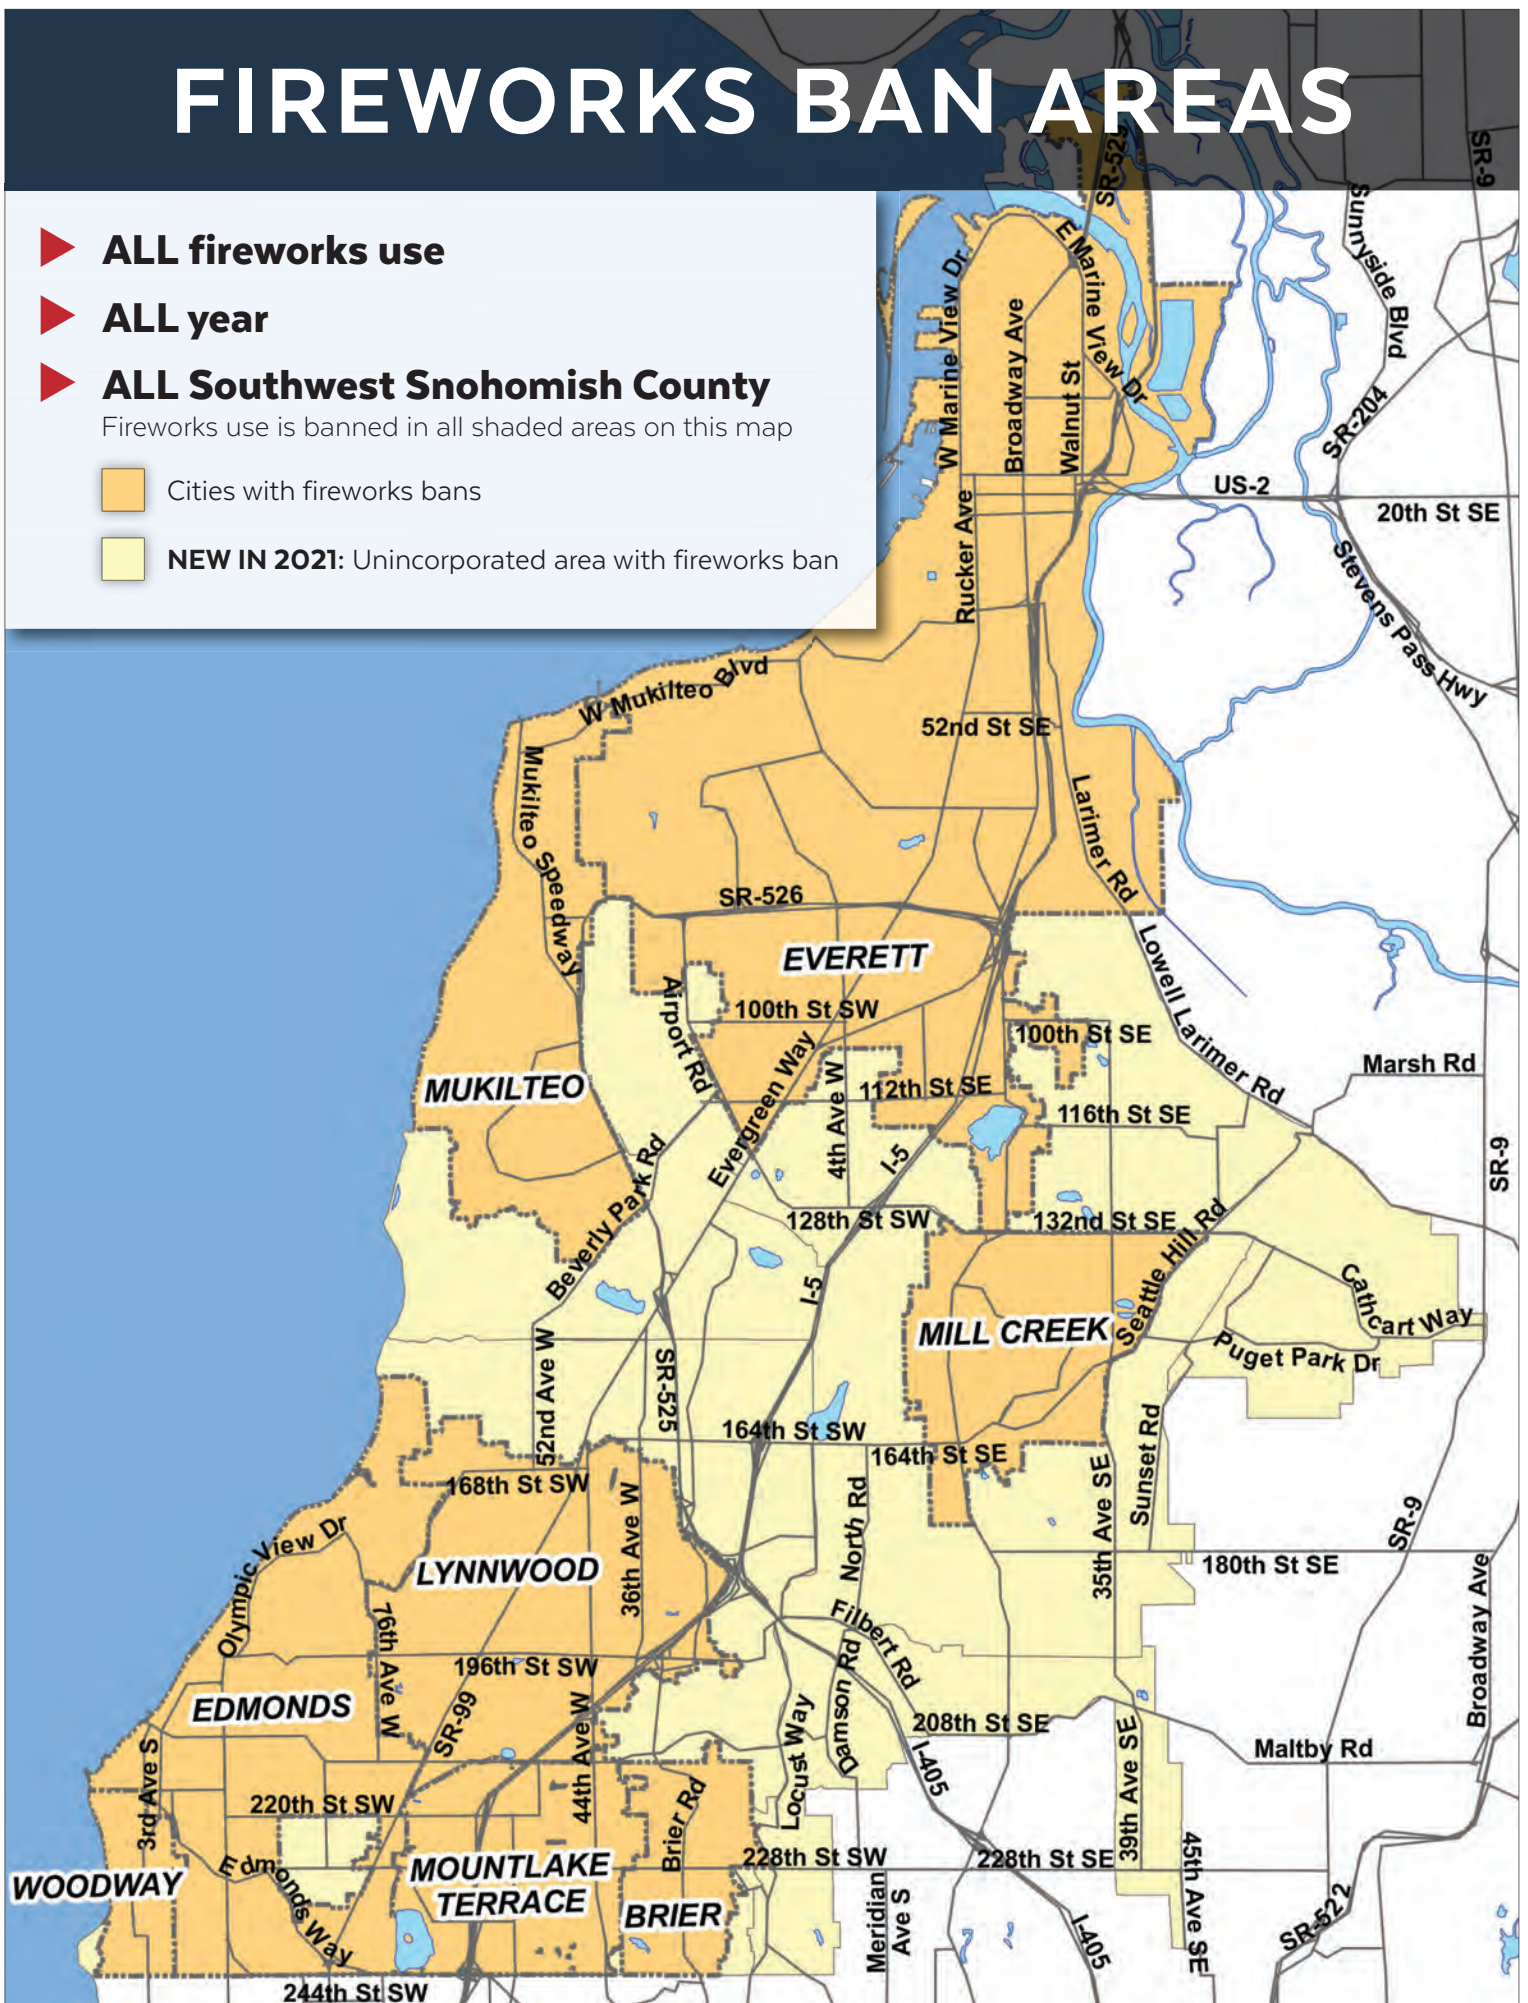 FIREWORKS BAN AREAS
ALL fireworks use
ALL year
ALL Southwest Snohomish County
Fireworks use is banned in all shaded areas on this map
Cities with fireworks bans
NEW IN 2021: Unincorporated area with fireworks ban
SR-529
SR-9
Sunnyside Blvd
E Marine View Dr
W Marine View Dr
Broadway Ave
Walnut St
SR-204
US-2
20th St SE
Rucker Ave
Stevens Pass Hwy
W Mukilteo Blvd
52nd St SE
Mukilteo Speedway
Larimer Rd
SR-526
EVERETT
Lowell Larimer Rd
Airport Rd
100th St SW
100th St SE
Marsh Rd
MUKILTEO
Evergreen Way
4th Ave W
112th St SE
116th St SE
Beverly Park Rd
I-5
SR-9
128th St SW
132nd St SE
Seattle Hill Rd
I-5
Cathcart Way
MILL CREEK
Puget Park Dr
52nd Ave W
SR-525
164th St SW
164th St SE
Sunset Rd
168th St SW
36th Ave W
North Rd
35th Ave SE
SR-9
Olympic View Dr
LYNNWOOD
180th St SE
Broadway Ave
76th Ave W
Filbert Rd
196th St SW
Damson Rd
EDMONDS
SR-99
44th Ave W
Locust Way
208th St SE
39th Ave SE
Maltby Rd
3rd Ave S
I-405
220th St SW
Brier Rd
WOODWAY
Edmonds Way
MOUNTLAKE
TERRACE
228th St SW
228th St SE
45th Ave SE
BRIER
Meridian
Ave S
I-405
SR-522
244th St SW